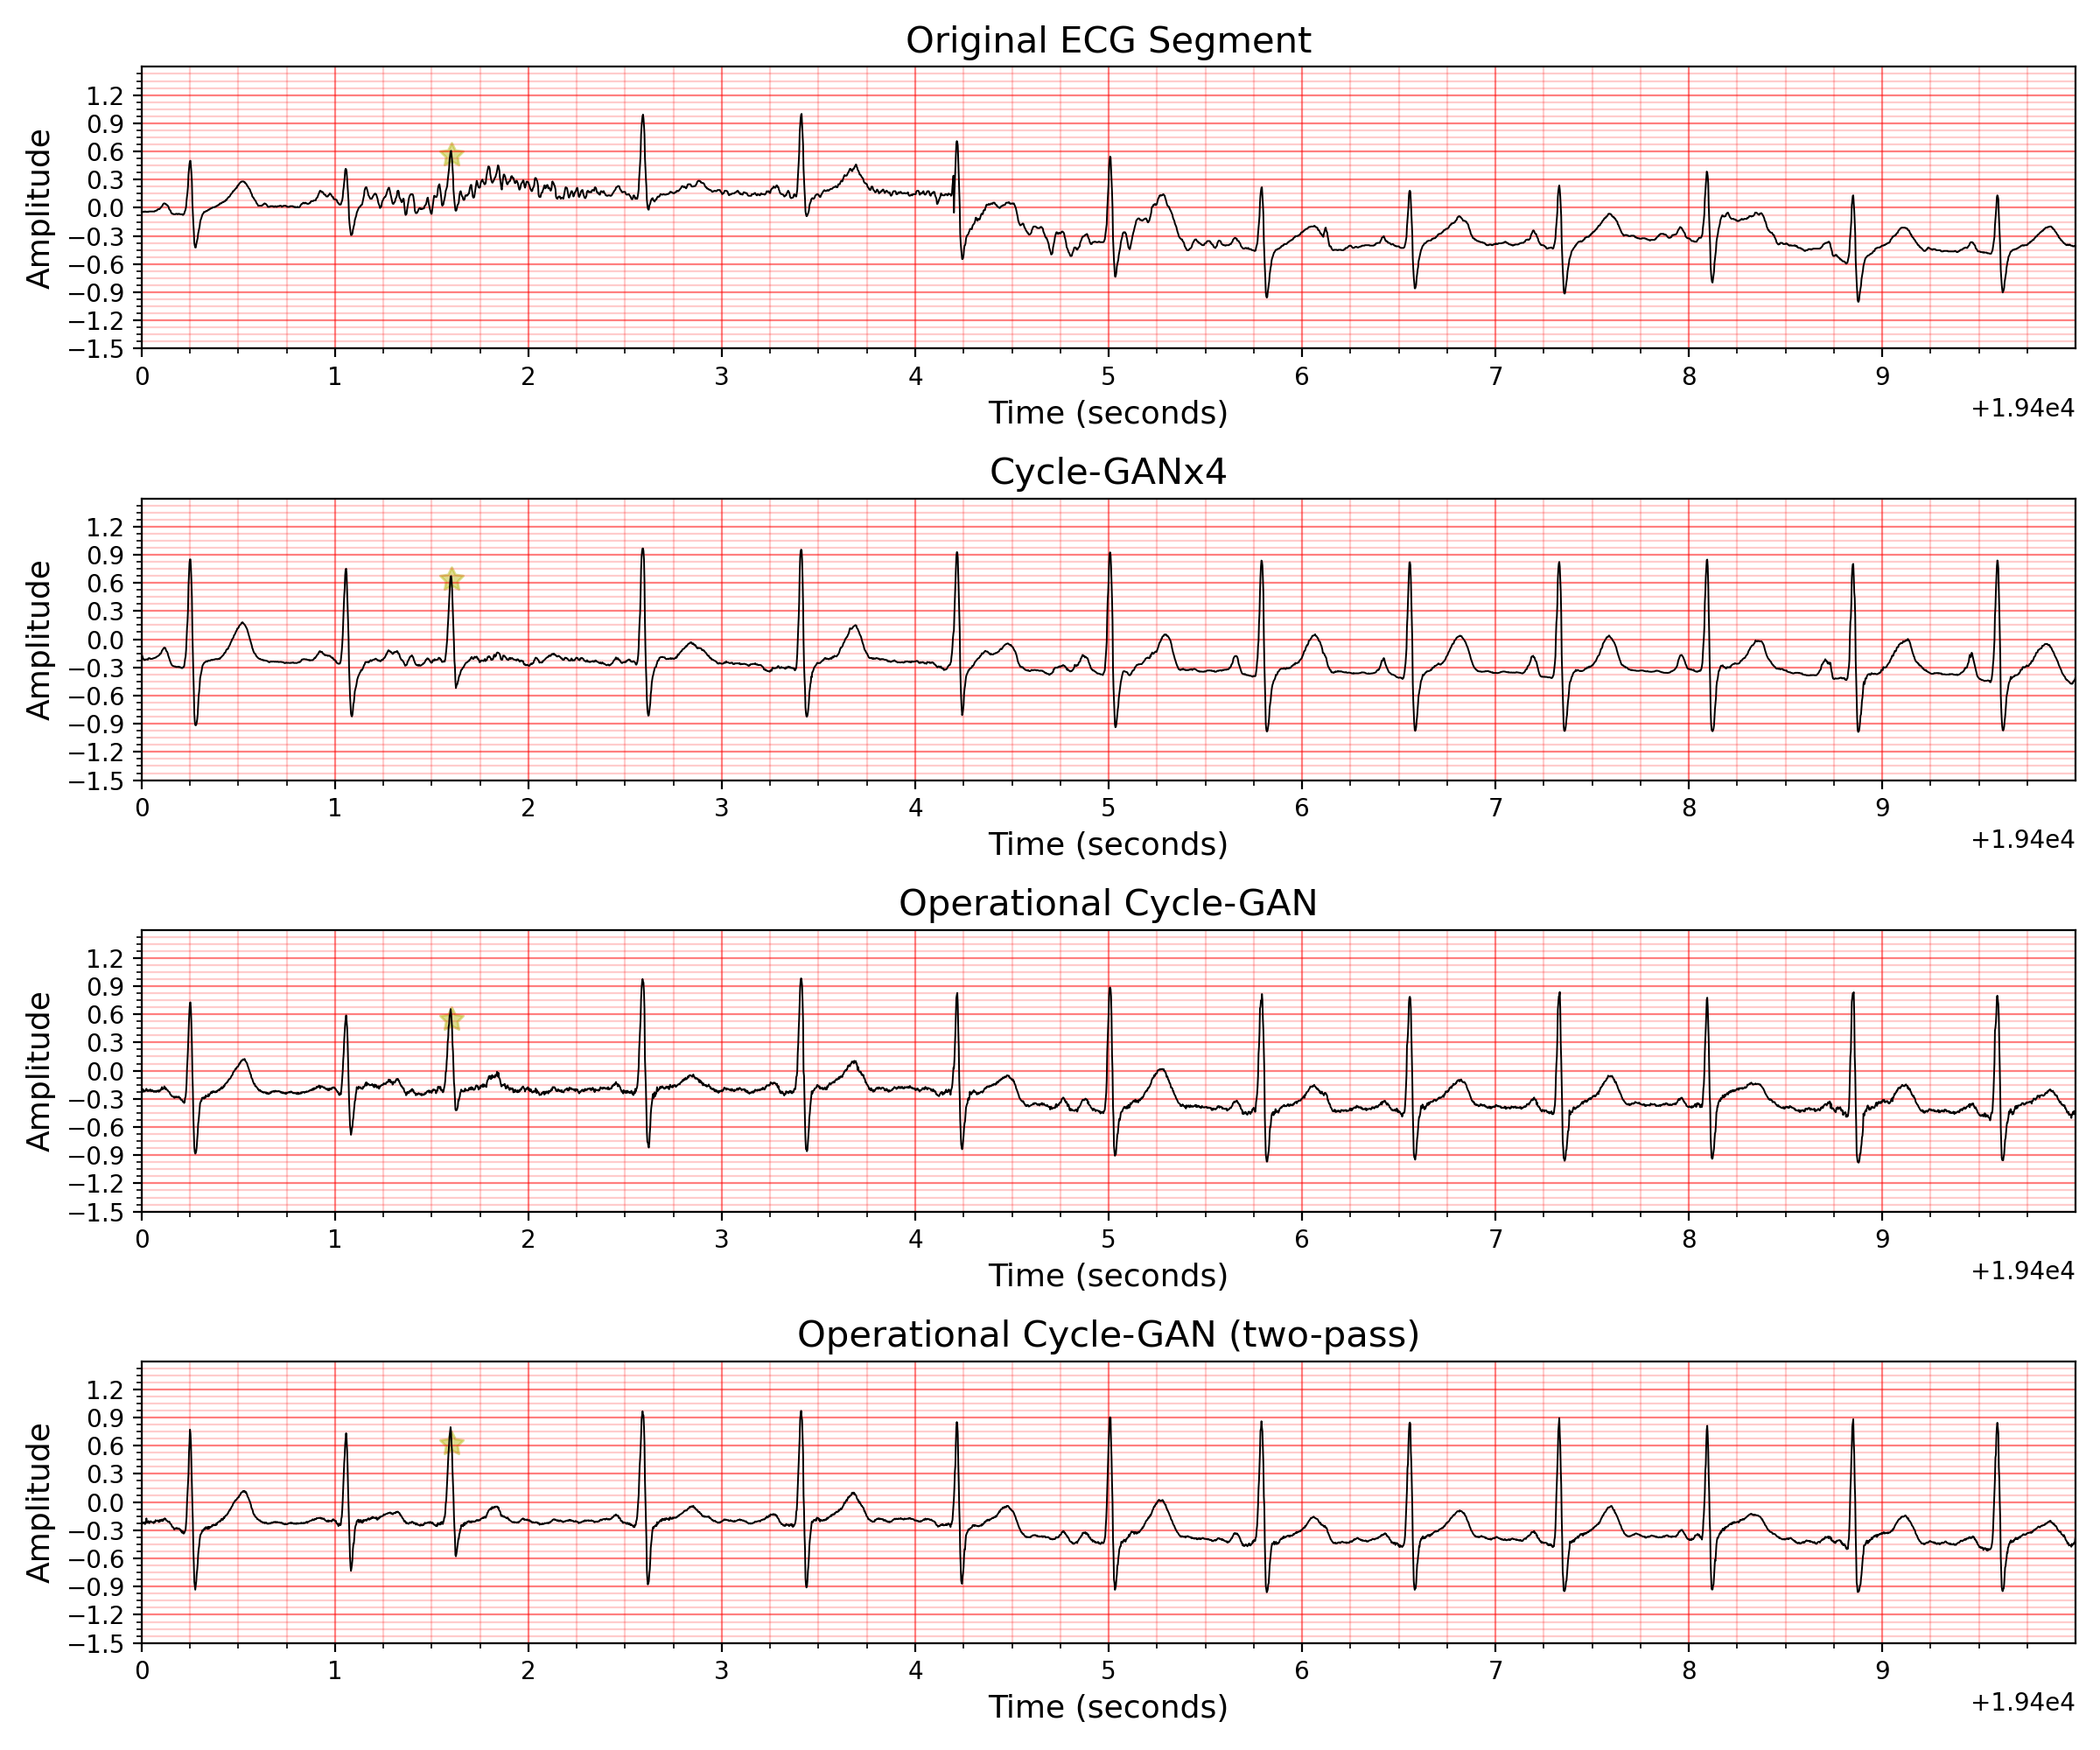 Original ECG Segment
Amplitude
1.2
0.9
0.6
0.3
0.0
−0.3
−0.6
−0.9
−1.2
−1.5
0 1 2 3 4 5 6 7 8 9
Time (seconds)
+1.94e4
Cycle-GANx4
Amplitude
1.2
0.9
0.6
0.3
0.0
−0.3
−0.6
−0.9
−1.2
−1.5
0 1 2 3 4 5 6 7 8 9
Time (seconds)
+1.94e4
Operational Cycle-GAN
Amplitude
1.2
0.9
0.6
0.3
0.0
−0.3
−0.6
−0.9
−1.2
−1.5
0 1 2 3 4 5 6 7 8 9
Time (seconds)
+1.94e4
Operational Cycle-GAN (two-pass)
Amplitude
1.2
0.9
0.6
0.3
0.0
−0.3
−0.6
−0.9
−1.2
−1.5
0 1 2 3 4 5 6 7 8 9
Time (seconds)
+1.94e4